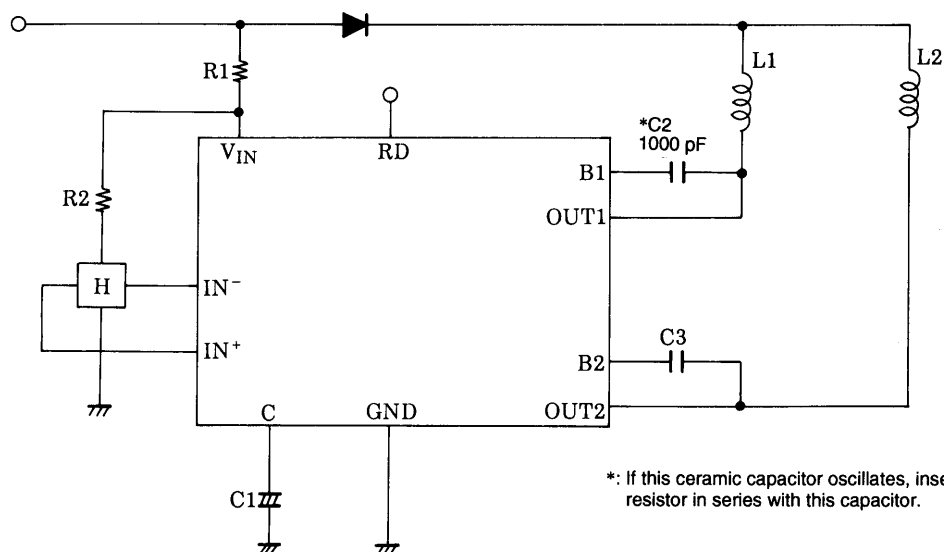 R1
L1
L2
*C2
1000 pF
VIN
RD
B1
R2
OUT1
H
IN-
IN+
C3
B2
C
GND
OUT2
C1
*: If this ceramic capacitor oscillates,
resistor in series with this capacitor.